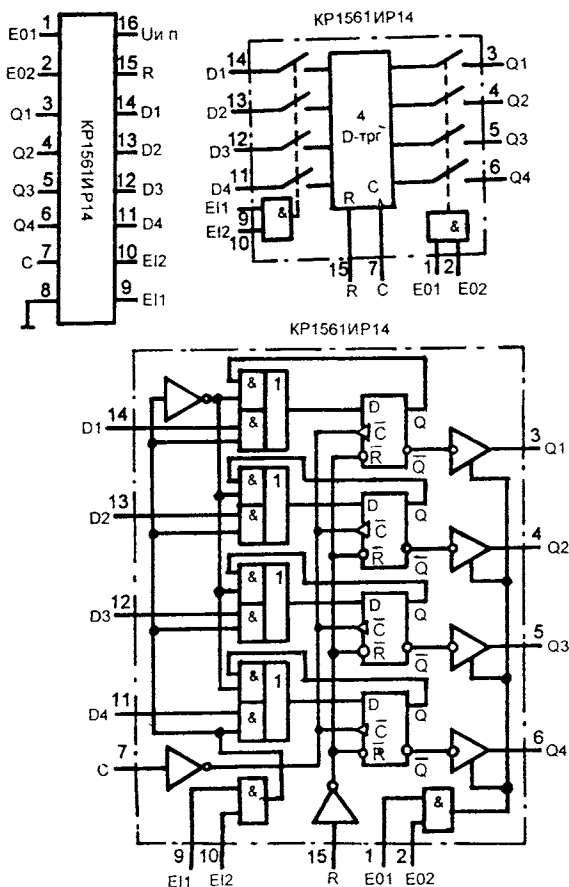 КР1561ИР14
1 16
E01 Uи п
2 15
E02 R
3 14
Q1 D1
4 13
Q2 D2
5 12
Q3 D3
6 11
Q4 D4
7 10
C EI2
8 9
EI1
КР1561ИР14
КР1561ИР14
D1 14
D2 13
D3 12
D4 11
EI1
9
EI2
10
&
4
D-трг
R C
3 Q1
4 Q2
5 Q3
6 Q4
&
15 7 1 2
R C E01 E02
КР1561ИР14
& 1
&
D Q
C
R Q
D1 14
3 Q1
& 1
&
D Q
C
R Q
13
D2
4
Q2
& 1
&
D Q
C
R Q
D3 12
5
Q3
& 1
&
D Q
C
R Q
11
D4
6
Q4
7
C
&
&
9 10 15 1 2
EI1 EI2 R E01 E02